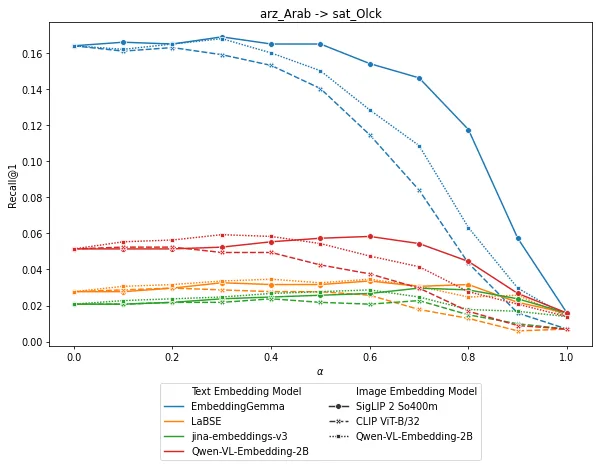 arz_Arab -> sat_Olck
Recall@1
0.16
0.14
0.12
0.10
0.08
0.06
0.04
0.02
0.00
0.0 0.2 0.4 0.6 0.8 1.0
α
Text Embedding Model Image Embedding Model
EmbeddingGemma SigLIP 2 So400m
LaBSE CLIP ViT-B/32
jina-embeddings-v3 Qwen-VL-Embedding-2B
Qwen-VL-Embedding-2B